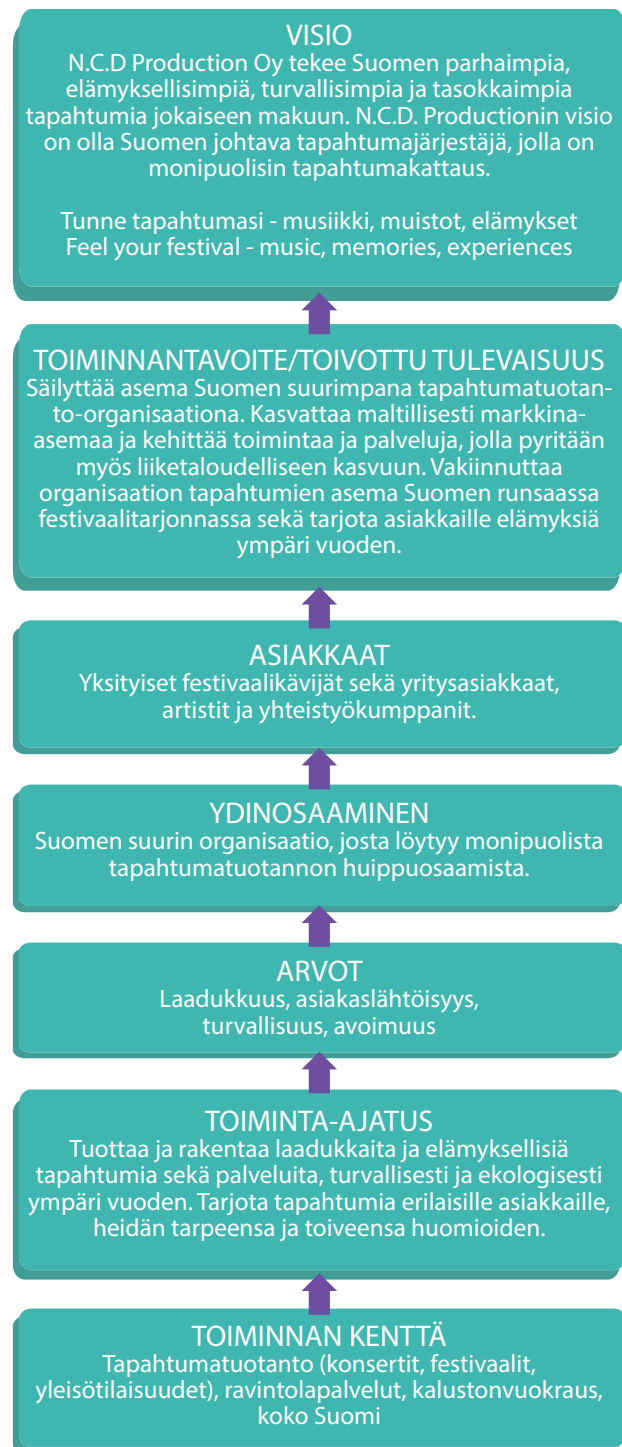 VISIO
N.C.D Production Oy tekee Suomen parhaimpia,
elämyksellisimpiä, turvallisimpia ja tasokkaimpia
tapahtumia jokaiseen makuun. N.C.D. Productionin visio
on olla Suomen johtava tapahtumajärjestäjä, jolla on
monipuolisin tapahtumakattaus.
Tunne tapahtumasi - musiikki, muistot, elämykset
Feel your festival - music, memories, experiences
TOIMINNANTAVOITE/TOIVOTTU TULEVAISUUS
Säilyttää asema Suomen suurimpana tapahtumatuotan-
to-organisaationa. Kasvattaa maltillisesti markkina-
asemaa ja kehittää toimintaa ja palveluja, jolla pyritään
myös liiketaloudelliseen kasvuun. Vakiinnuttaa
organisaation tapahtumien asema Suomen runsaassa
festivaalitarjonnassa sekä tarjota asiakkaille elämyksiä
ympäri vuoden.
ASIAKKAAT
Yksityiset festivaalikävijät sekä yritysasiakkaat,
artistit ja yhteistyökumppanit.
YDINOSAAMINEN
Suomen suurin organisaatio, josta löytyy monipuolista
tapahtumatuotannon huippuosaamista.
ARVOT
Laadukkuus, asiakaslähtöisyys,
turvallisuus, avoimuus
TOIMINTA-AJATUS
Tuottaa ja rakentaa laadukkaita ja elämyksellisiä
tapahtumia sekä palveluita, turvallisesti ja ekologisesti
ympäri vuoden. Tarjota tapahtumia erilaisille asiakkaille,
heidän tarpeensa ja toiveensa huomioiden.
TOIMINNAN KENTTÄ
Tapahtumatuotanto (konsertit, festivaalit,
yleisötilaisuudet), ravintolapalvelut, kalustonvuokraus,
koko Suomi